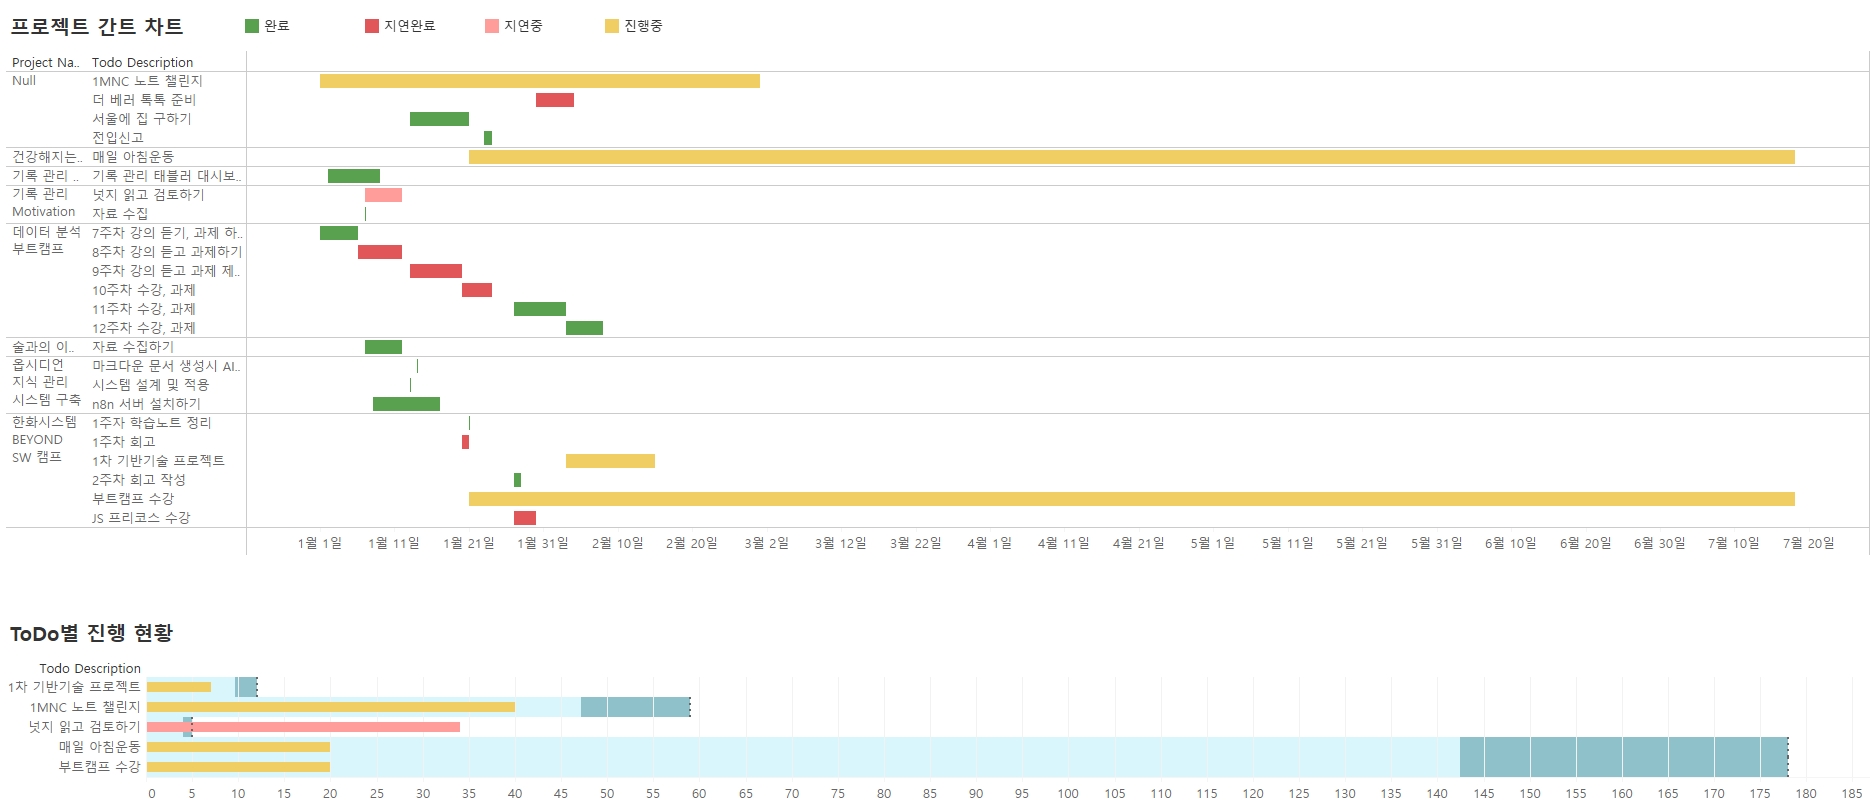 프로젝트 간트 차트
완료 지연완료 지연중 진행중
Project Na.. Todo Description
Null 1MNC 노트 챌린지
더 베러 톡톡 준비
서울에 집 구하기
전입신고
건강해지는.. 매일 아침운동
기록 관리 .. 기록 관리 태블러 대시보..
기록 관리 넛지 읽고 검토하기
Motivation 자료 수집
데이터 분석 7주차 강의 듣기, 과제 하..
부트캠프 8주차 강의 듣고 과제하기
9주차 강의 듣고 과제 제..
10주차 수강, 과제
11주차 수강, 과제
12주차 수강, 과제
술과의 이.. 자료 수집하기
옵시디언 마크다운 문서 생성시 AI..
지식 관리 시스템 설계 및 적용
시스템 구축 n8n 서버 설치하기
한화시스템 1주차 학습노트 정리
BEYOND 1주차 회고
SW 캠프 1차 기반기술 프로젝트
2주차 회고 작성
부트캠프 수강
JS 프리코스 수강
1월 1일 1월 11일 1월 21일 1월 31일 2월 10일 2월 20일 3월 2일 3월 12일 3월 22일 4월 1일 4월 11일 4월 21일 5월 1일 5월 11일 5월 21일 5월 31일 6월 10일 6월 20일 6월 30일 7월 10일 7월 20일
ToDo별 진행 현황
Todo Description
1차 기반기술 프로젝트
1MNC 노트 챌린지
넛지 읽고 검토하기
매일 아침운동
부트캠프 수강
0 5 10 15 20 25 30 35 40 45 50 55 60 65 70 75 80 85 90 95 100 105 110 115 120 125 130 135 140 145 150 155 160 165 170 175 180 185